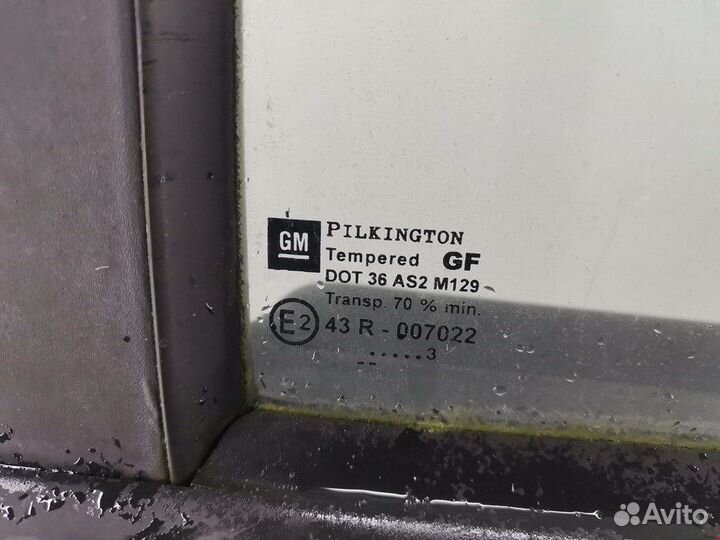 GM
PILKINGTON
Tempered GF
DOT 36 AS2 M129
Transp. 70 % min.
E2 43 R - 007022
.....3
--
Avito